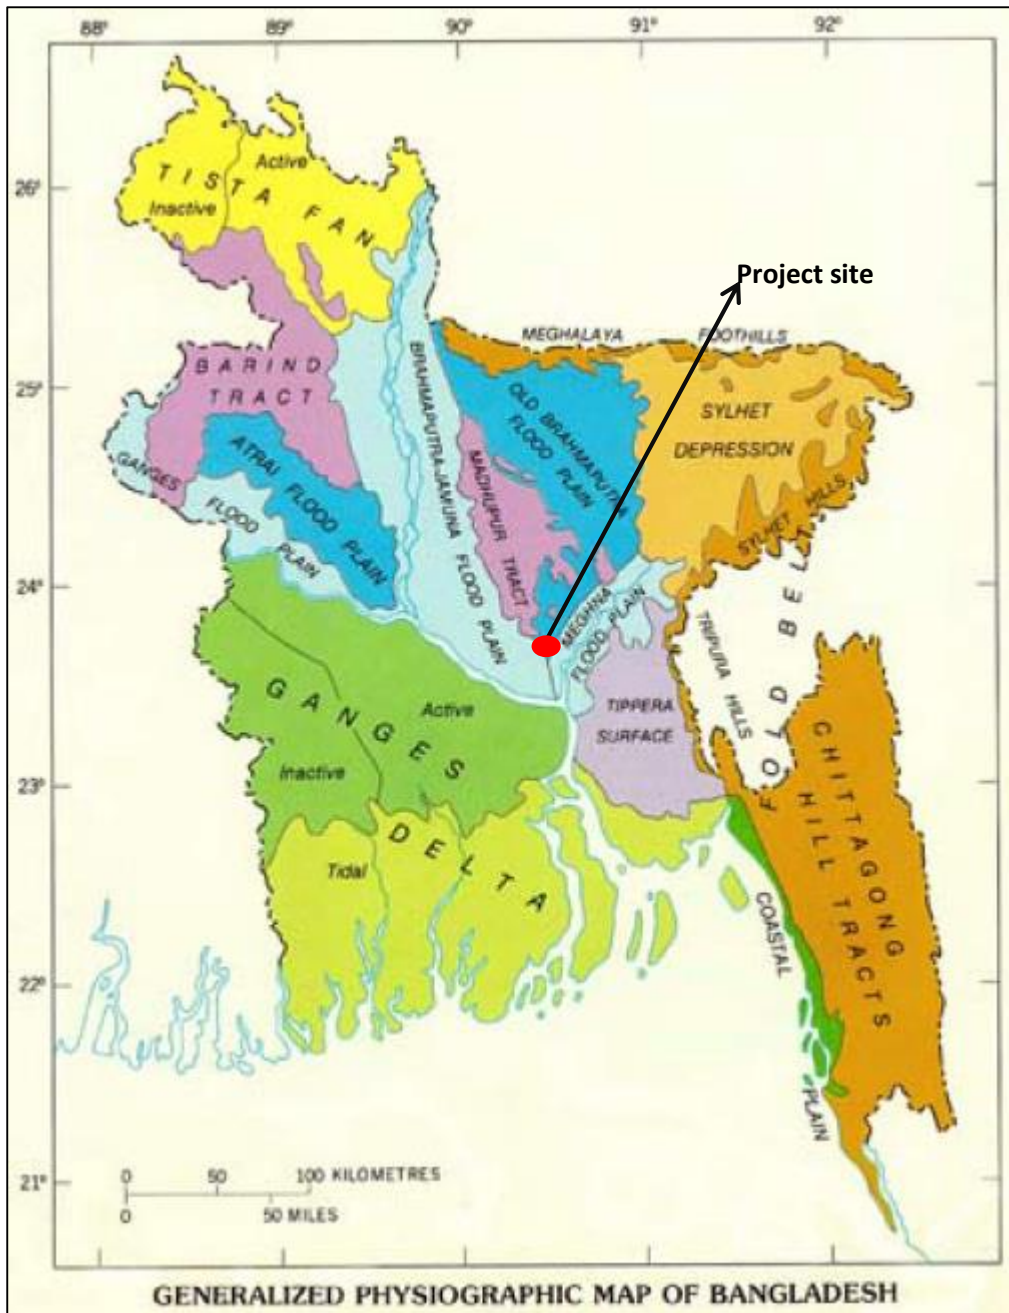 88° 89° 90° 91° 92°
26°
25°
24°
23°
22°
21°
Active
TISTA FAN
Inactive
Project site
MEGHALAYA FOOTHILLS
BARIND
TRACT
OLD BRAHMAPUTRA
FLOOD PLAIN
SYLHET
DEPRESSION
BRAHMAPUTRA-JAMUNA FLOOD PLAIN
ATRAI FLOOD PLAIN
GANGES
FLOOD
PLAIN
MADHUPUR TRACT
SYLHET HILLS
MEGHNA
FLOOD PLAIN
TRIPURA HILLS
FOLD BELT
GANGES
Active
Inactive
TIPPERA
SURFACE
DELTA
Tidal
CHITTAGONG
HILL TRACTS
COASTAL
PLAIN
0 50 100 KILOMETRES
0 50 MILES
GENERALIZED PHYSIOGRAPHIC MAP OF BANGLADESH